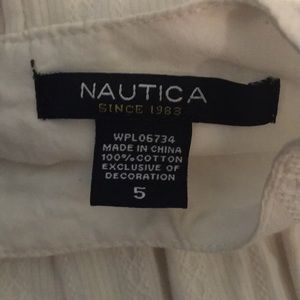 NAUTICA
SINCE 1983
WPL06734
MADE IN CHINA
100%COTTON
EXCLUSIVE OF
DECORATION
5